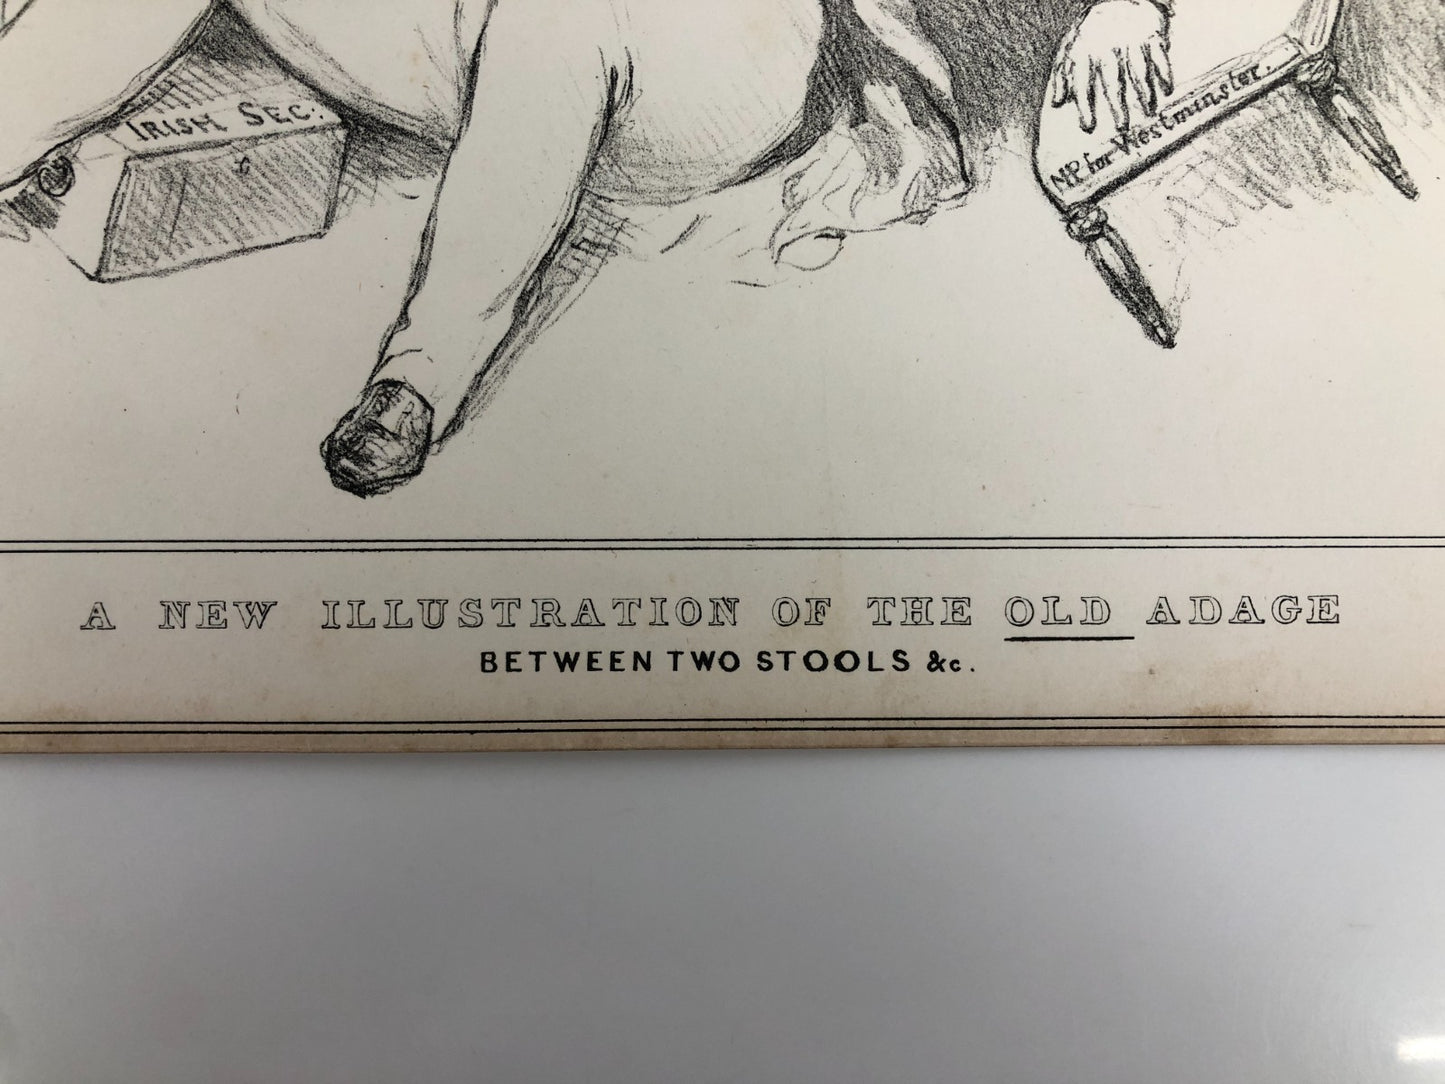 IRISH SEC:
MP for Westminster.
A NEW ILLUSTRATION OF THE OLD ADAGE
BETWEEN TWO STOOLS &c.